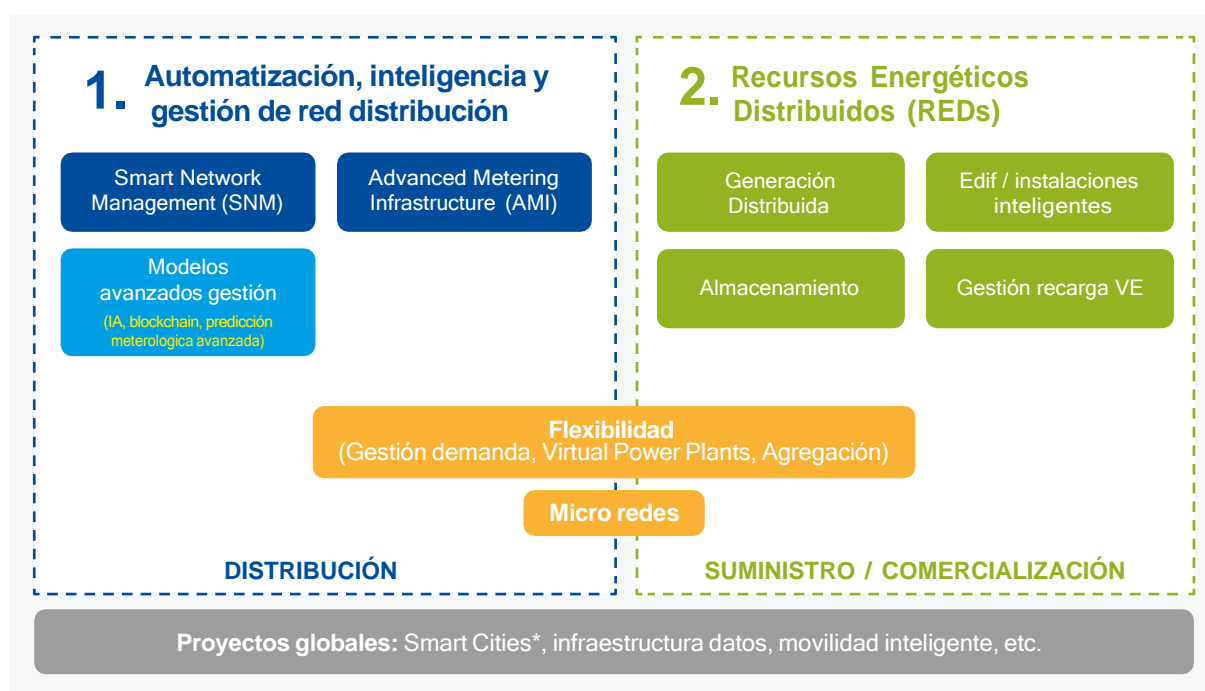 1. Automatización, inteligencia y
gestión de red distribución
Smart Network
Management (SNM)
Advanced Metering
Infrastructure (AMI)
Modelos
avanzados gestión
(IA, blockchain, predicción
meterologica avanzada)
2. Recursos Energéticos
Distribuidos (REDs)
Generación
Distribuida
Edif / instalaciones
inteligentes
Almacenamiento
Gestión recarga VE
Flexibilidad
(Gestión demanda, Virtual Power Plants, Agregación)
Micro redes
DISTRIBUCIÓN
SUMINISTRO / COMERCIALIZACIÓN
Proyectos globales: Smart Cities*, infraestructura datos, movilidad inteligente, etc.